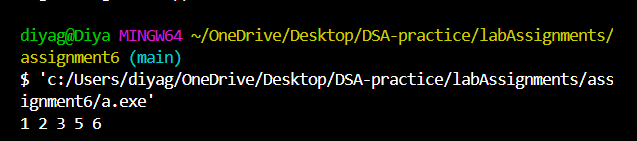 diyag@Diya MINGW64 ~/OneDrive/Desktop/DSA-practice/labAssignments/
assignment6 (main)
$ 'c:/Users/diyag/OneDrive/Desktop/DSA-practice/labAssignments/ass
ignment6/a.exe'
1 2 3 5 6